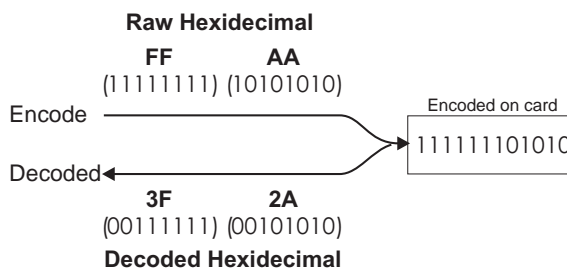 Raw Hexidecimal
FF AA
(11111111) (10101010)
Encoded on card
Encode
111111101010
Decoded
3F 2A
(00111111) (00101010)
Decoded Hexidecimal